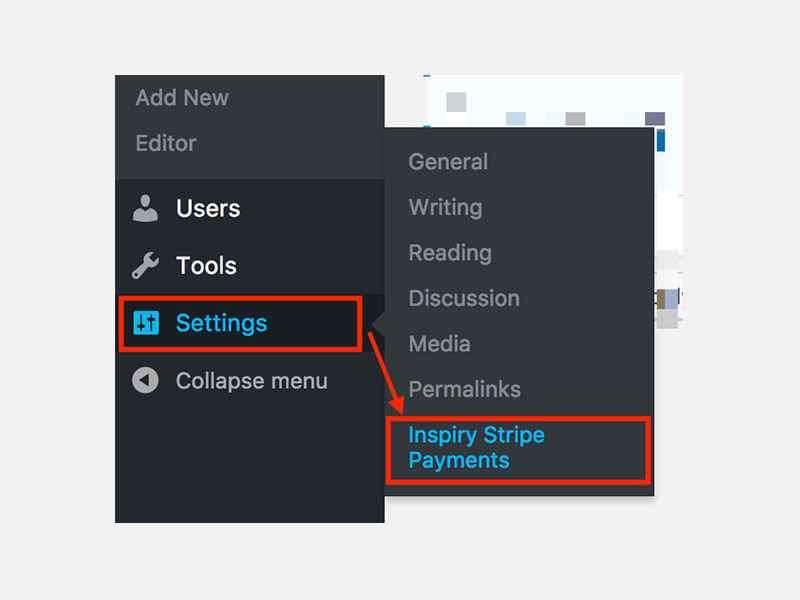 Add New
Editor
Users
Tools
Settings
Collapse menu
General
Writing
Reading
Discussion
Media
Permalinks
Inspiry Stripe
Payments